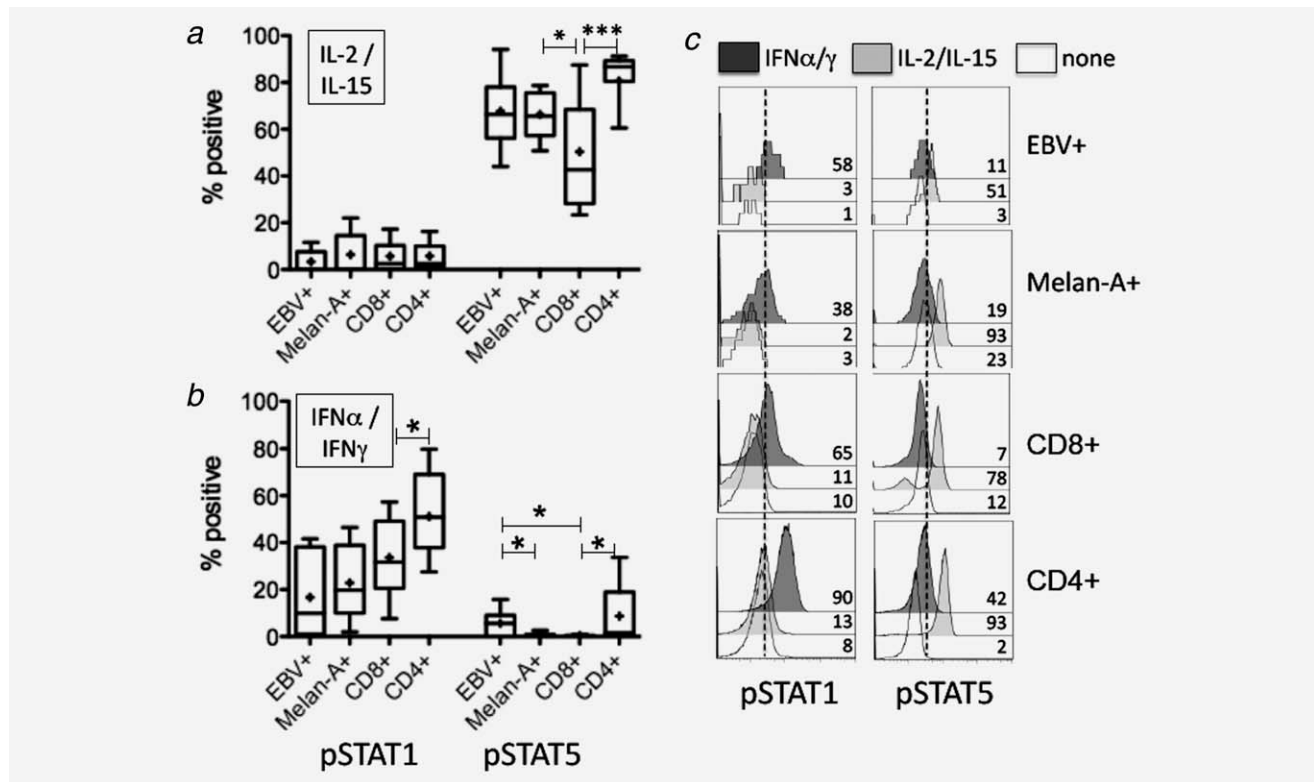 a
IL-2 /
IL-15
% positive
100
80
60
40
20
0
* ***
EBV+ Melan-A+ CD8+ CD4+ EBV+ Melan-A+ CD8+ CD4+
b
IFNα /
IFNγ
% positive
100
80
60
40
20
0
*
*
* *
EBV+ Melan-A+ CD8+ CD4+ EBV+ Melan-A+ CD8+ CD4+
pSTAT1 pSTAT5
c
IFNα/γ IL-2/IL-15 none
EBV+
58 11
3 51
1 3
Melan-A+
38 19
2 93
3 23
CD8+
65 7
11 78
10 12
CD4+
90 42
13 93
8 2
pSTAT1 pSTAT5